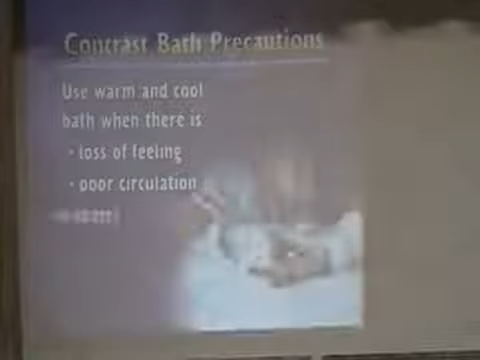 Contrast Bath Precautions
Use warm and cool
bath when there is
• loss of feeling
• poor circulation